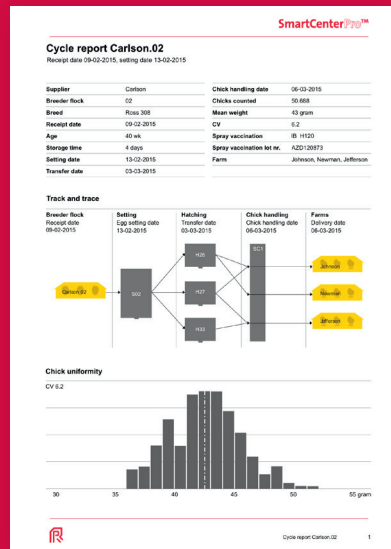 SmartCenterPro™
Cycle report Carlson.02
Receipt date 09-02-2015, setting date 13-02-2015
Supplier Carlson Chick handling date 06-03-2015
Breeder flock 02 Chicks counted 50.668
Breed Ross 308 Mean weight 43 gram
Receipt date 09-02-2015 CV 6.2
Age 40 wk Spray vaccination IB H120
Storage time 4 days Spray vaccination lot nr. AZD120873
Setting date 13-02-2015 Farm Johnson, Newman, Jefferson
Transfer date 03-03-2015
Track and trace
Breeder flock Setting Hatching Chick handling Farms
Receipt date Egg setting date Transfer date Chick handling date Delivery date
09-02-2015 13-02-2015 03-03-2015 06-03-2015 06-03-2015
H26 SC1
Johnson
Carlson.02 S02 H27 Newman
H33 Jefferson
Chick uniformity
CV 6.2
30 35 40 45 50 55 gram
Cycle report Carlson.02 1